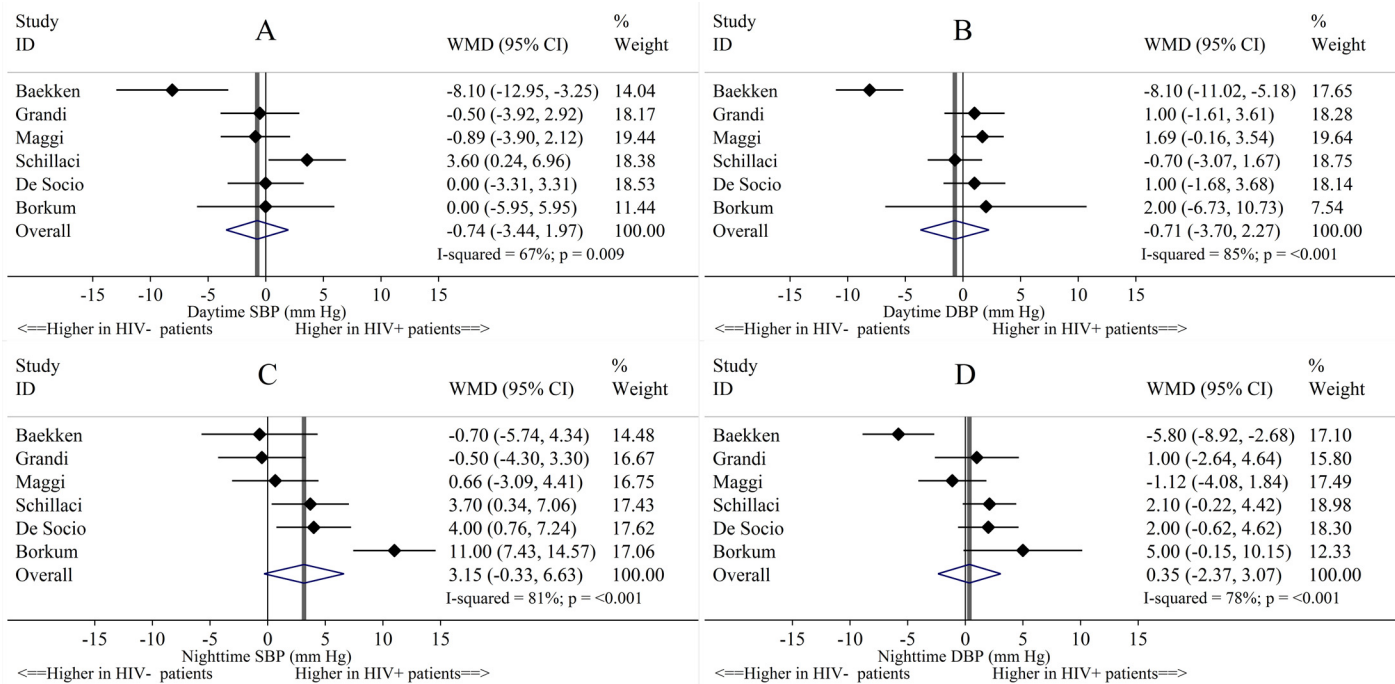 A
Study %
ID WMD (95% CI) Weight
Baekken -8.10 (-12.95, -3.25) 14.04
Grandi -0.50 (-3.92, 2.92) 18.17
Maggi -0.89 (-3.90, 2.12) 19.44
Schillaci 3.60 (0.24, 6.96) 18.38
De Socio 0.00 (-3.31, 3.31) 18.53
Borkum 0.00 (-5.95, 5.95) 11.44
Overall -0.74 (-3.44, 1.97) 100.00
I-squared = 67%; p = 0.009
-15 -10 -5 0 5 10 15
Daytime SBP (mm Hg)
<==Higher in HIV- patients Higher in HIV+ patients==>
B
Study %
ID WMD (95% CI) Weight
Baekken -8.10 (-11.02, -5.18) 17.65
Grandi 1.00 (-1.61, 3.61) 18.28
Maggi 1.69 (-0.16, 3.54) 19.64
Schillaci -0.70 (-3.07, 1.67) 18.75
De Socio 1.00 (-1.68, 3.68) 18.14
Borkum 2.00 (-6.73, 10.73) 7.54
Overall -0.71 (-3.70, 2.27) 100.00
I-squared = 85%; p = <0.001
-15 -10 -5 0 5 10 15
Daytime DBP (mm Hg)
<==Higher in HIV- patients Higher in HIV+ patients==>
C
Study %
ID WMD (95% CI) Weight
Baekken -0.70 (-5.74, 4.34) 14.48
Grandi -0.50 (-4.30, 3.30) 16.67
Maggi 0.66 (-3.09, 4.41) 16.75
Schillaci 3.70 (0.34, 7.06) 17.43
De Socio 4.00 (0.76, 7.24) 17.62
Borkum 11.00 (7.43, 14.57) 17.06
Overall 3.15 (-0.33, 6.63) 100.00
I-squared = 81%; p = <0.001
-15 -10 -5 0 5 10 15
Nighttime SBP (mm Hg)
<==Higher in HIV- patients Higher in HIV+ patients==>
D
Study %
ID WMD (95% CI) Weight
Baekken -5.80 (-8.92, -2.68) 17.10
Grandi 1.00 (-2.64, 4.64) 15.80
Maggi -1.12 (-4.08, 1.84) 17.49
Schillaci 2.10 (-0.22, 4.42) 18.98
De Socio 2.00 (-0.62, 4.62) 18.30
Borkum 5.00 (-0.15, 10.15) 12.33
Overall 0.35 (-2.37, 3.07) 100.00
I-squared = 78%; p = <0.001
-15 -10 -5 0 5 10 15
Nighttime DBP (mm Hg)
<==Higher in HIV- patients Higher in HIV+ patients==>